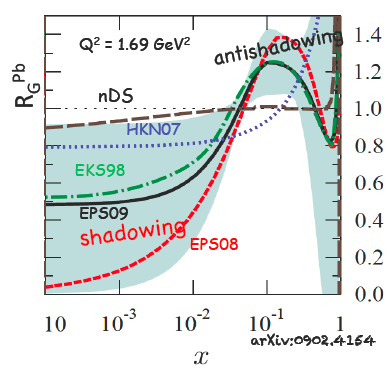 Q² = 1.69 GeV²
antishadowing
R_G^Pb
nDS
HKN07
EKS98
EPS09
shadowing
EPS08
1.4
1.2
1.0
0.8
0.6
0.4
0.2
0.0
10 10⁻³ 10⁻² 10⁻¹ 1
arXiv:0902.4154
x